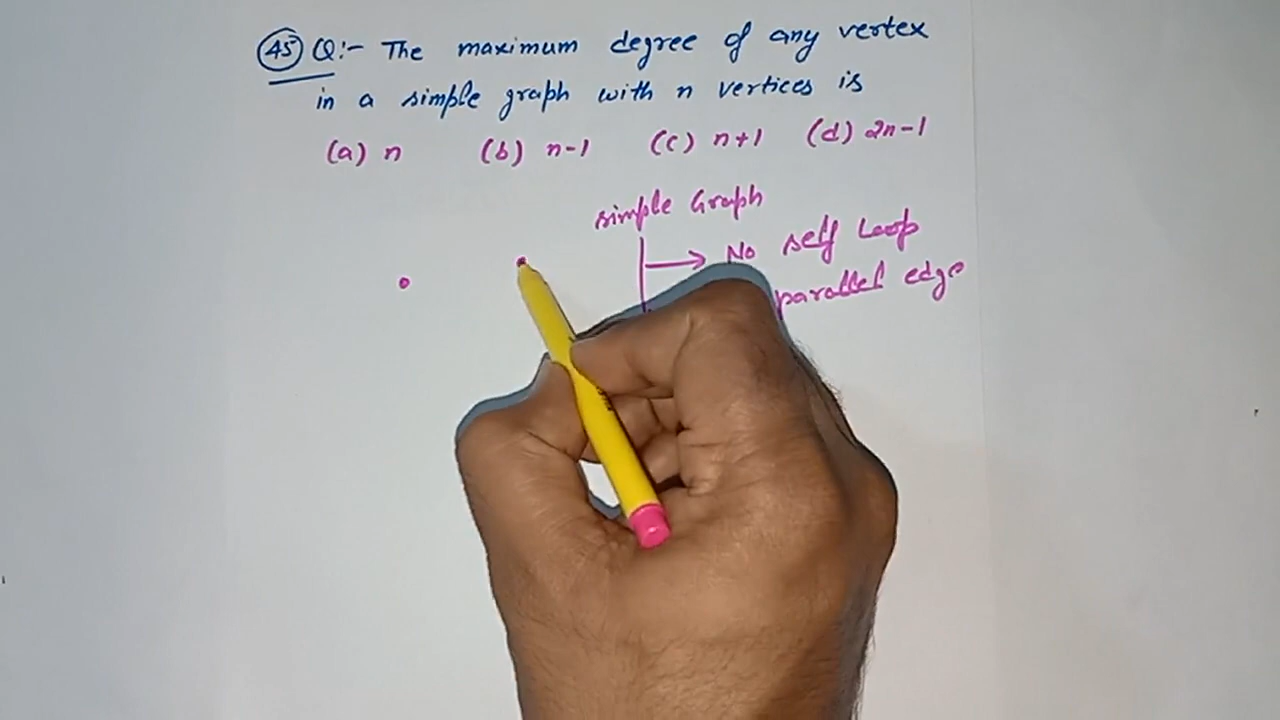 45 Q:- The maximum degree of any vertex
in a simple graph with n vertices is
(a) n (b) n-1 (c) n+1 (d) 2n-1
simple Graph
No self Loop
parallel edge